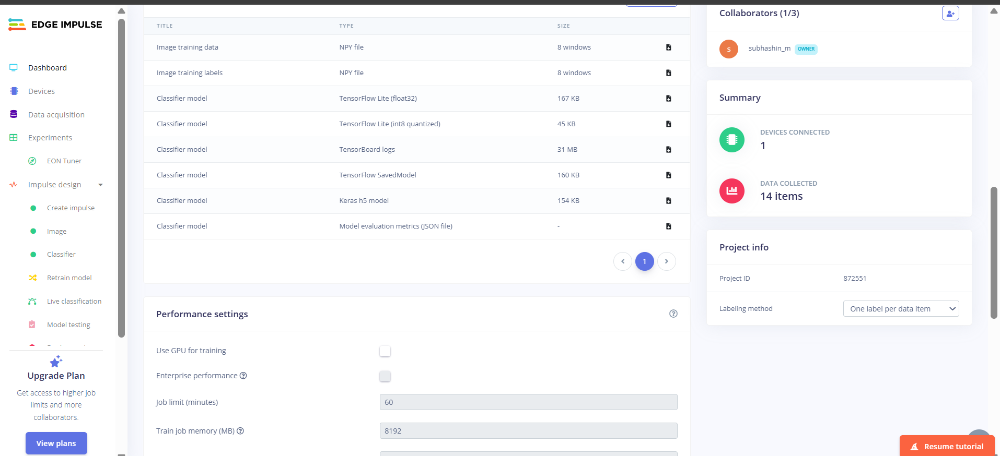 EDGE IMPULSE
Dashboard
Devices
Data acquisition
Experiments
EON Tuner
Impulse design
Create impulse
Image
Classifier
Retrain model
Live classification
Model testing
Upgrade Plan
Get access to higher job
limits and more
collaborators.
View plans
TITLE TYPE SIZE
Image training data NPY file 8 windows
Image training labels NPY file 8 windows
Classifier model TensorFlow Lite (float32) 167 KB
Classifier model TensorFlow Lite (int8 quantized) 45 KB
Classifier model TensorBoard logs 31 MB
Classifier model TensorFlow SavedModel 160 KB
Classifier model Keras h5 model 154 KB
Classifier model Model evaluation metrics (JSON file) -
1
Performance settings
Use GPU for training
Enterprise performance
Job limit (minutes) 60
Train job memory (MB) 8192
Collaborators (1/3)
s subhashin_m OWNER
Summary
DEVICES CONNECTED
1
DATA COLLECTED
14 items
Project info
Project ID 872551
Labeling method One label per data item
Resume tutorial